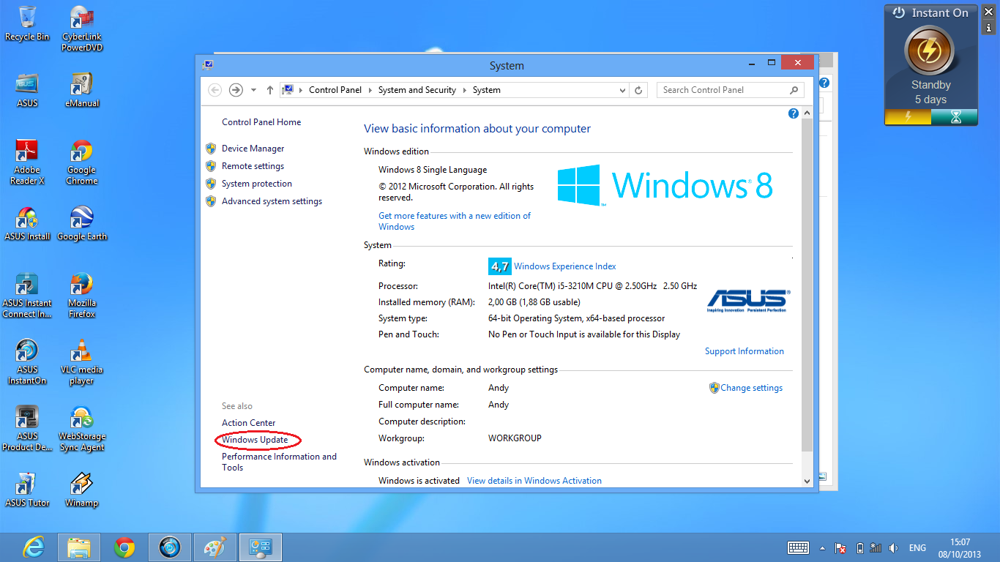 Recycle Bin
CyberLink
PowerDVD
ASUS
eManual
Adobe
Reader X
Google
Chrome
ASUS Install
Google Earth
ASUS Instant
Connect In...
Mozilla
Firefox
ASUS
InstantOn
VLC media
player
ASUS
Product De...
WebStorage
Sync Agent
ASUS Tutor
Winamp
System
Control Panel
System and Security
System
Search Control Panel
Control Panel Home
Device Manager
Remote settings
System protection
Advanced system settings
See also
Action Center
Windows Update
Performance Information and
Tools
View basic information about your computer
Windows edition
Windows 8 Single Language
© 2012 Microsoft Corporation. All rights
reserved.
Get more features with a new edition of
Windows
Windows® 8
™
System
Rating:
4,7 Windows Experience Index
Processor: Intel(R) Core(TM) i5-3210M CPU @ 2.50GHz 2.50 GHz
Installed memory (RAM): 2,00 GB (1,88 GB usable)
System type: 64-bit Operating System, x64-based processor
Pen and Touch: No Pen or Touch Input is available for this Display
ASUS®
Inspiring Innovation Persistent Perfection
Support Information
Computer name, domain, and workgroup settings
Computer name: Andy
Change settings
Full computer name: Andy
Computer description:
Workgroup: WORKGROUP
Windows activation
Windows is activated View details in Windows Activation
Instant On
Standby
5 days
ENG
15:07
08/10/2013